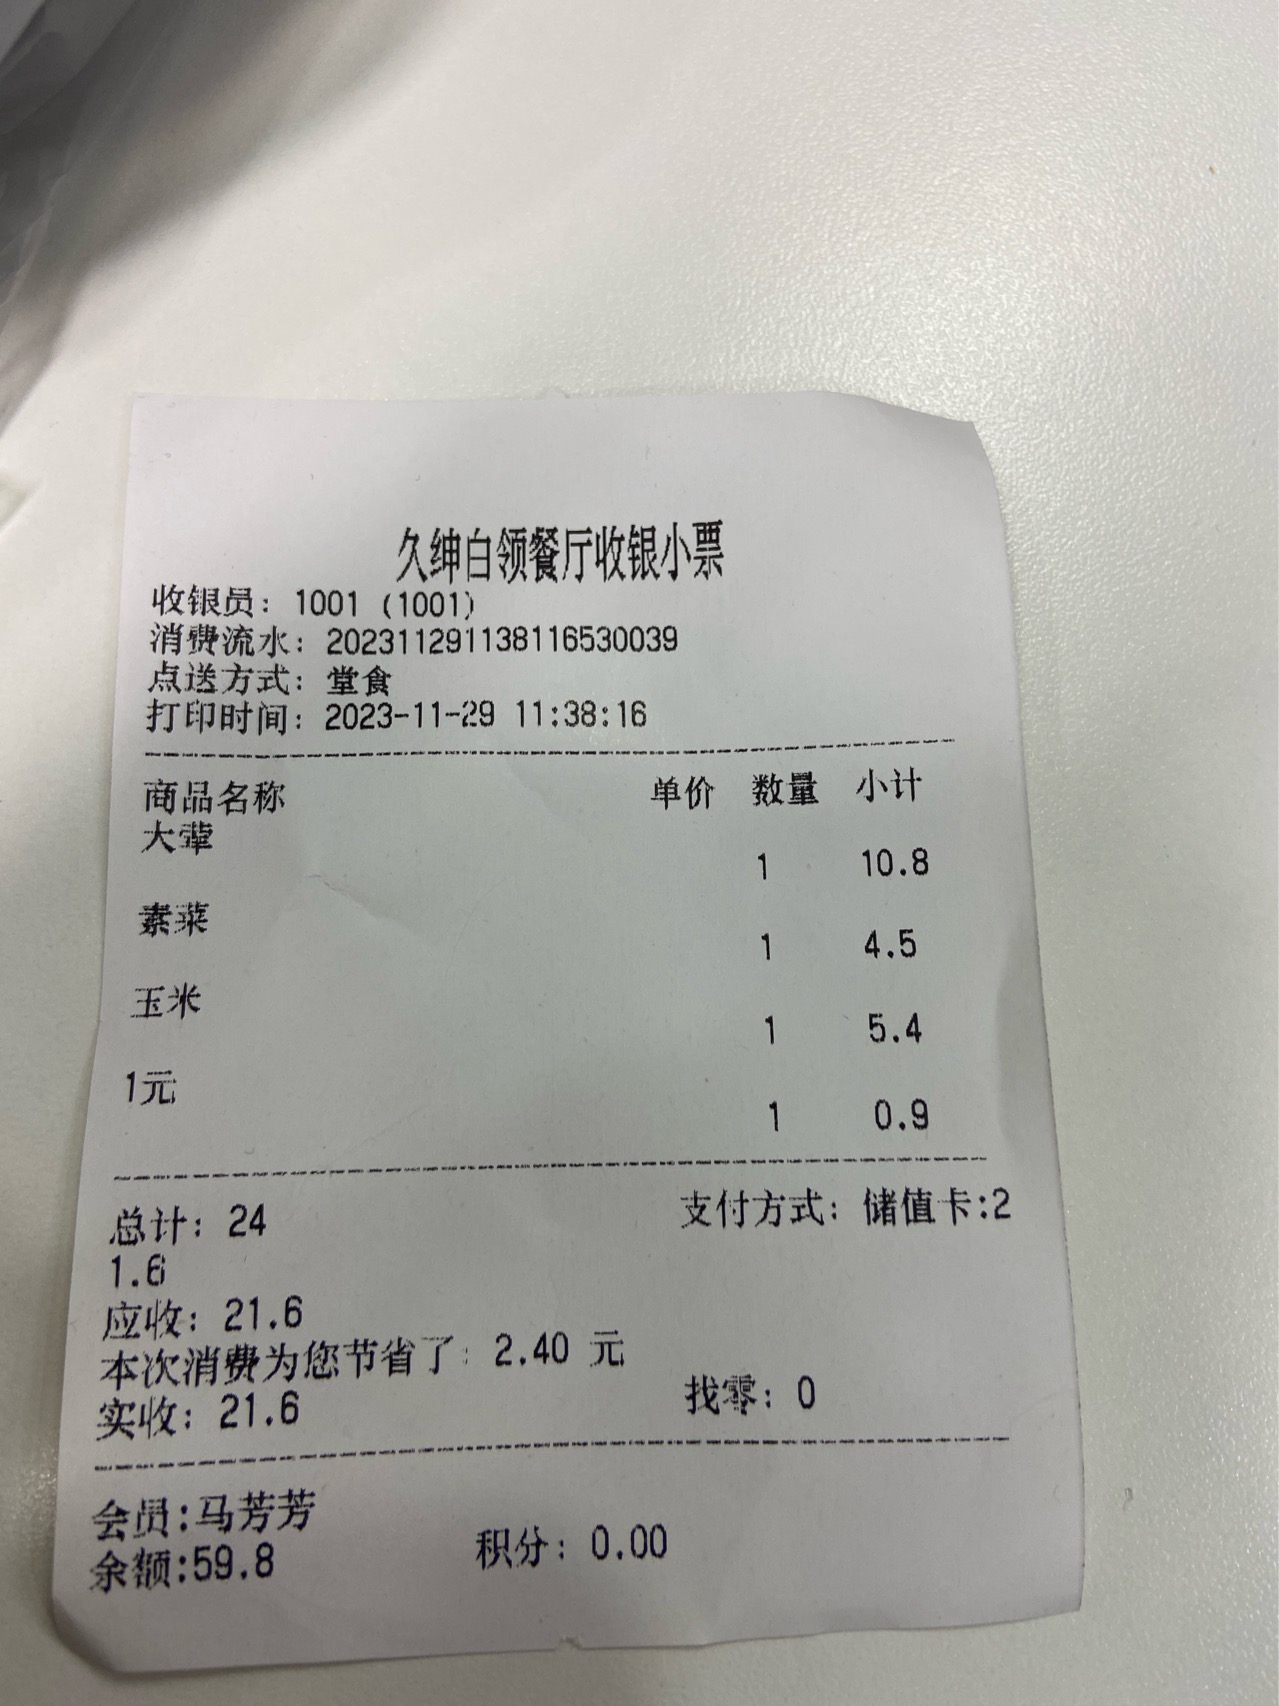 久绅白领餐厅收银小票
收银员：1001 (1001)
消费流水：202311291138116530039
点送方式：堂食
打印时间：2023-11-29 11:38:16
商品名称 单价 数量 小计
大荤
1 10.8
素菜
1 4.5
玉米
1 5.4
1元
1 0.9
总计：24 支付方式：储值卡:2
1.6
应收：21.6
本次消费为您节省了：2.40 元
实收：21.6 找零：0
会员:马芳芳
余额:59.8 积分：0.00